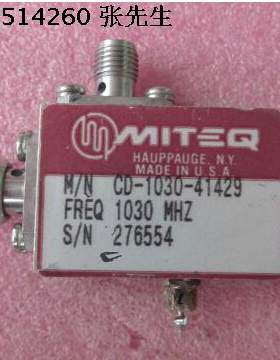 514260 张先生
MITEQ
HAUPPAUGE, N.Y.
MADE IN U.S.A.
M/N CD-1030-41429
FREQ 1030 MHZ
S/N 276554